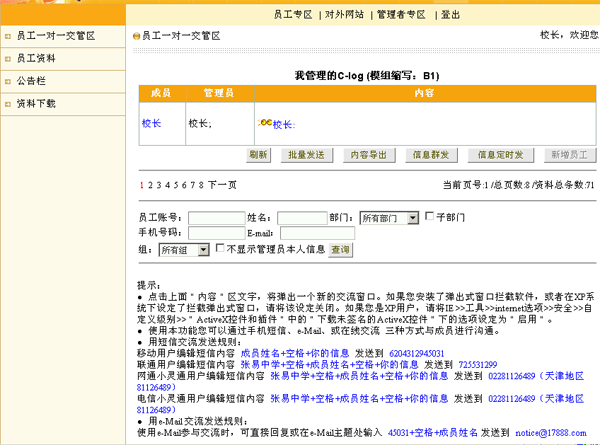 员工专区 | 对外网站 | 管理者专区 | 登出
员工一对一交管区
员工资料
公告栏
资料下载
员工一对一交管区
校长，欢迎您
我管理的C-log (模组缩写：B1)
成员 管理员 内容
校长 校长; 校长:
刷新 批量发送 内容导出 信息群发 信息定时发 新增员工
1 2 3 4 5 6 7 8 下一页 当前页号:1 /总页数:8 /资料总条数:71
员工账号： 姓名： 部门： 所有部门 子部门
手机号码： E-mail：
组： 所有组 不显示管理员本人信息 查询
提示：
● 点击上面＂内容＂区文字，将弹出一个新的交流窗口。如果您安装了弹出式窗口拦截软件，或者在XP系
统下设定了拦截弹出式窗口，请将该设定关闭。如果您是XP用户，请将IE>>工具>>internet选项>>安全>>自
定义级别>>＂ActiveX控件和插件＂中的＂下载未签名的ActiveX控件＂下的选项设定为＂启用＂。
● 使用本功能您可以通过手机短信、e-Mail、或在线交流 三种方式与成员进行沟通。
● 用短信交流发送规则：
移动用户编辑短信内容 成员姓名+空格+你的信息 发送到 6204312945031
联通用户编辑短信内容 张易中学+空格+成员姓名+空格+你的信息 发送到 725531299
网通小灵通用户编辑短信内容 张易中学+空格+成员姓名+空格+你的信息 发送到 02281126489（天津地区
81126489）
电信小灵通用户编辑短信内容 张易中学+空格+成员姓名+空格+你的信息 发送到 02281126489（天津地区
81126489）
● 用e-Mail交流发送规则：
使用e-Mail参与交流时，可直接回复或在e-Mail主题处输入 45031+空格+成员姓名 发送到 notice@17888.com